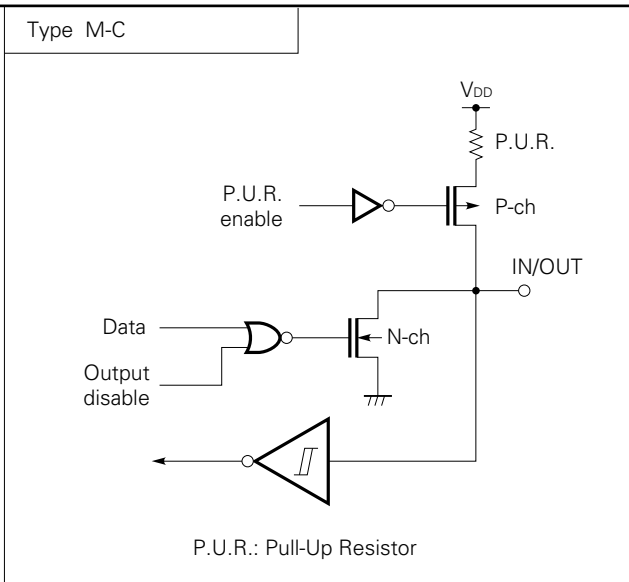 Type M-C
VDD
P.U.R.
P.U.R.
enable
P-ch
IN/OUT
Data
N-ch
Output
disable
P.U.R.: Pull-Up Resistor